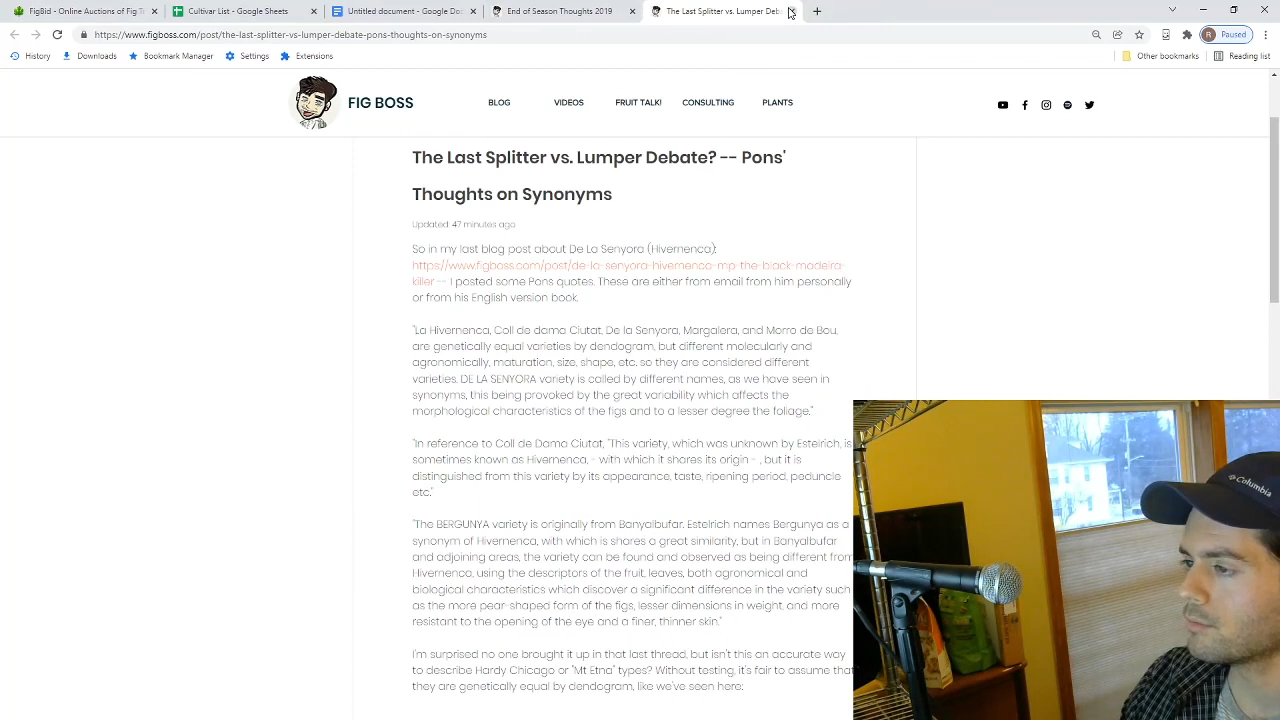 FigBid - Online Auctions of Fig Tr
Cultivar List - Google Sheets
Untitled document - Google Doc
End of Season Thoughts 2019
The Last Splitter vs. Lumper Deb
https://www.figboss.com/post/the-last-splitter-vs-lumper-debate-pons-thoughts-on-synonyms
R Paused
History Downloads Bookmark Manager Settings Extensions Other bookmarks Reading list
FIG BOSS BLOG VIDEOS FRUIT TALK! CONSULTING PLANTS
The Last Splitter vs. Lumper Debate? -- Pons'
Thoughts on Synonyms
Updated: 47 minutes ago
So in my last blog post about De La Senyora (Hivernenca):
https://www.figboss.com/post/de-la-senyora-hivernenca-mp-the-black-madeira-
killer -- I posted some Pons quotes. These are either from email from him personally
or from his English version book.
"La Hivernenca, Coll de dama Ciutat, De la Senyora, Margalera, and Morro de Bou,
are genetically equal varieties by dendogram, but different molecularly and
agronomically, maturation, size, shape, etc. so they are considered different
varieties. DE LA SENYORA variety is called by different names, as we have seen in
synonyms, this being provoked by the great variability which affects the
morphological characteristics of the figs and to a lesser degree the foliage."
"In reference to Coll de Dama Ciutat, "This variety, which was unknown by Estelrich, is
sometimes known as Hivernenca, - with which it shares its origin - , but it is
distinguished from this variety by its appearance, taste, ripening period, peduncle
etc."
"The BERGUNYA variety is originally from Banyalbufar. Estelrich names Bergunya as a
synonym of Hivernenca, with which is shares a great similarity, but in Banyalbufar
and adjoining areas, the variety can be found and observed as being different from
Hivernenca, using the descriptors of the fruit, leaves, both agronomical and
biological characteristics which discover a significant difference in the variety such
as the more pear-shaped form of the figs, lesser dimensions in weight, and more
resistant to the opening of the eye and a finer, thinner skin."
I'm surprised no one brought it up in that last thread, but isn't this an accurate way
to describe Hardy Chicago or "Mt Etna" types? Without testing, it's fair to assume that
they are genetically equal by dendogram, like we've seen here:
Columbia